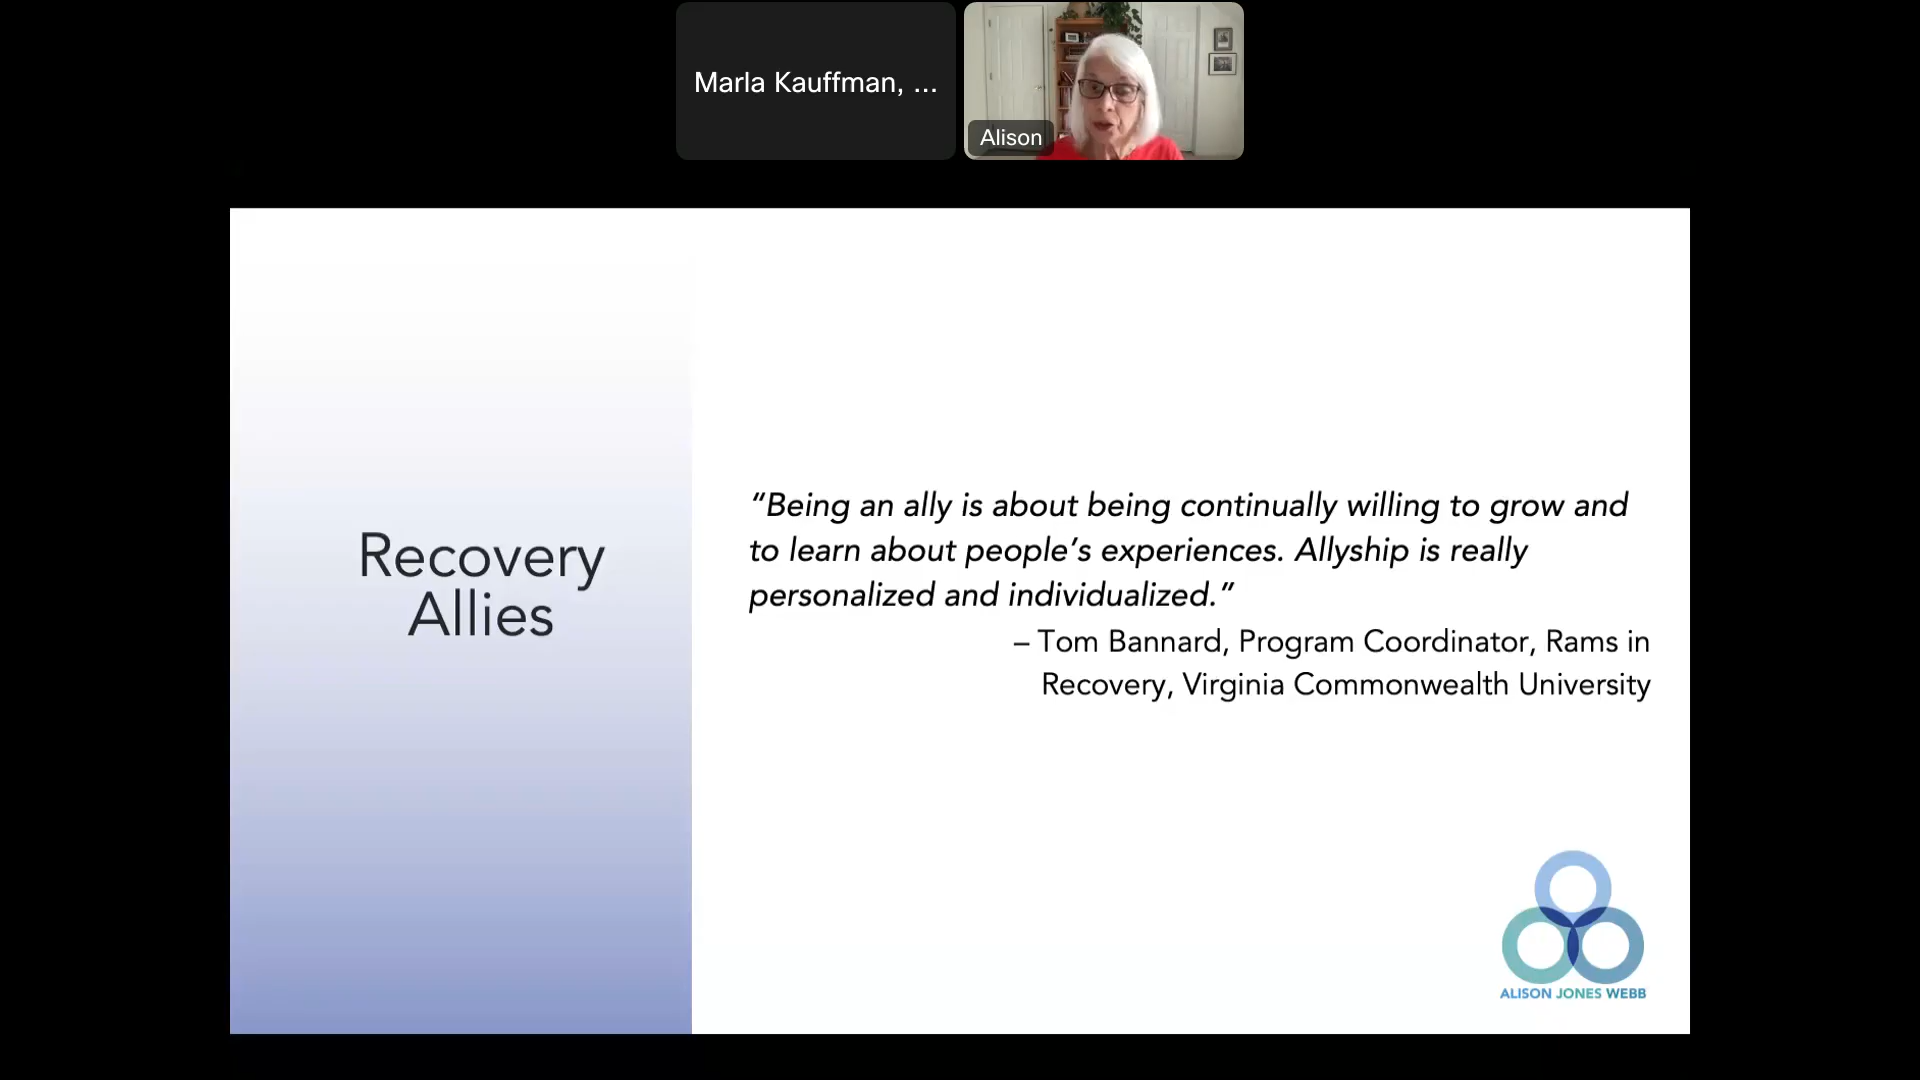 Marla Kauffman, ...
Alison
Recovery
Allies
“Being an ally is about being continually willing to grow and
to learn about people’s experiences. Allyship is really
personalized and individualized.”
– Tom Bannard, Program Coordinator, Rams in
Recovery, Virginia Commonwealth University
ALISON JONES WEBB